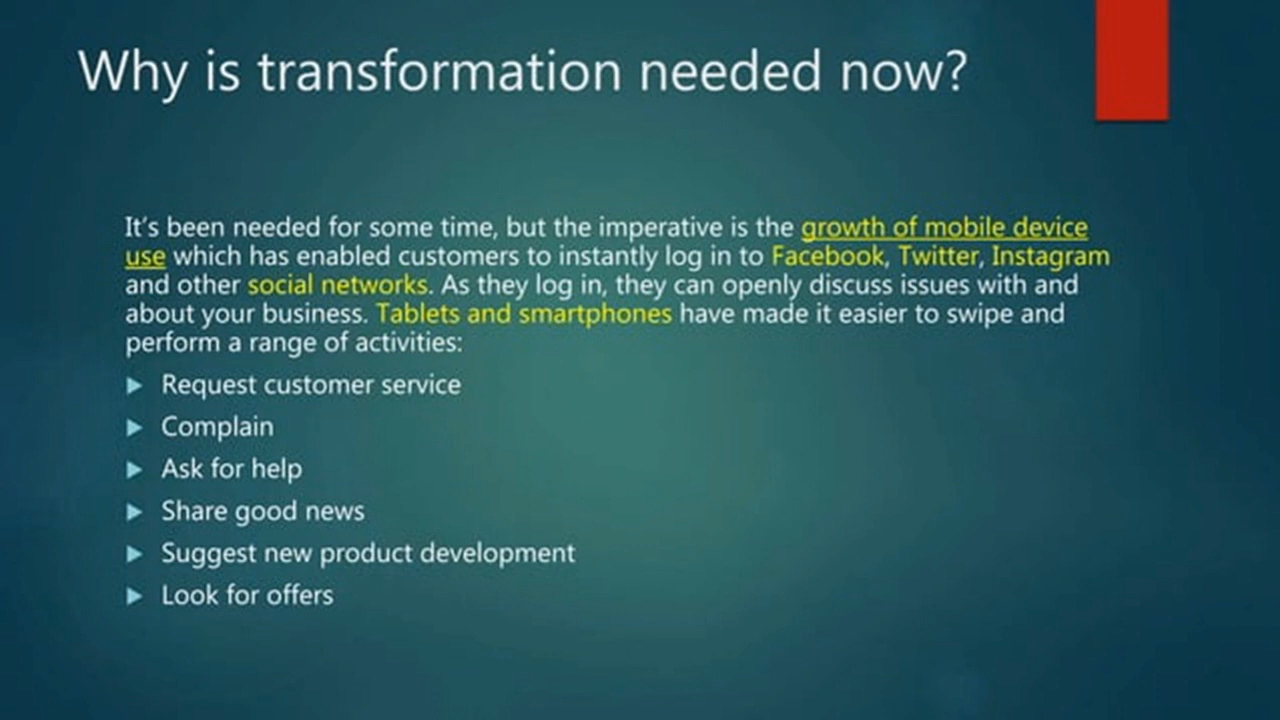 Why is transformation needed now?
It's been needed for some time, but the imperative is the growth of mobile device
use which has enabled customers to instantly log in to Facebook, Twitter, Instagram
and other social networks. As they log in, they can openly discuss issues with and
about your business. Tablets and smartphones have made it easier to swipe and
perform a range of activities:
Request customer service
Complain
Ask for help
Share good news
Suggest new product development
Look for offers